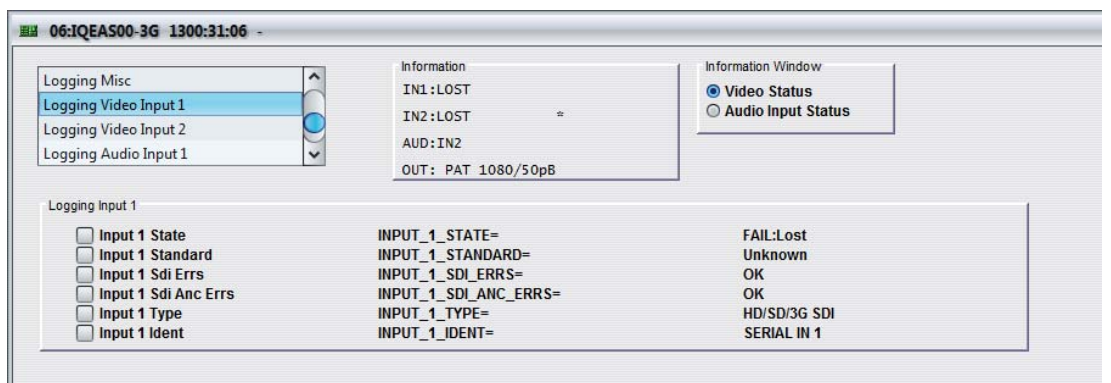 06:IQEAS00-3G 1300:31:06 -
Logging Misc
Logging Video Input 1
Logging Video Input 2
Logging Audio Input 1
Information
IN1:LOST
IN2:LOST *
AUD:IN2
OUT: PAT 1080/50pB
Information Window
Video Status
Audio Input Status
Logging Input 1
Input 1 State INPUT_1_STATE= FAIL:Lost
Input 1 Standard INPUT_1_STANDARD= Unknown
Input 1 Sdi Errs INPUT_1_SDI_ERRS= OK
Input 1 Sdi Anc Errs INPUT_1_SDI_ANC_ERRS= OK
Input 1 Type INPUT_1_TYPE= HD/SD/3G SDI
Input 1 Ident INPUT_1_IDENT= SERIAL IN 1